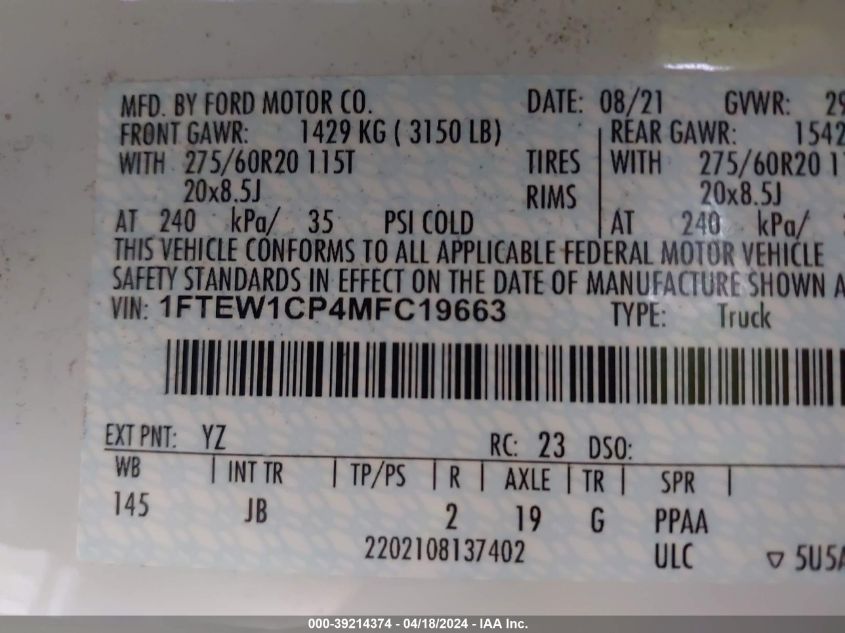 MFD. BY FORD MOTOR CO. DATE: 08/21 GVWR: 29
FRONT GAWR: 1429 KG ( 3150 LB) REAR GAWR: 1542
WITH 275/60R20 115T TIRES WITH 275/60R20 1
20x8.5J RIMS 20x8.5J
AT 240 kPa/ 35 PSI COLD AT 240 kPa/
THIS VEHICLE CONFORMS TO ALL APPLICABLE FEDERAL MOTOR VEHICLE
SAFETY STANDARDS IN EFFECT ON THE DATE OF MANUFACTURE SHOWN A
VIN: 1FTEW1CP4MFC19663 TYPE: Truck
EXT PNT: YZ RC: 23 DSO:
WB INT TR TP/PS R AXLE TR SPR
145 JB 2 19 G PPAA
2202108137402 ULC ▽ 5U5A
000-39214374 - 04/18/2024 - IAA Inc.